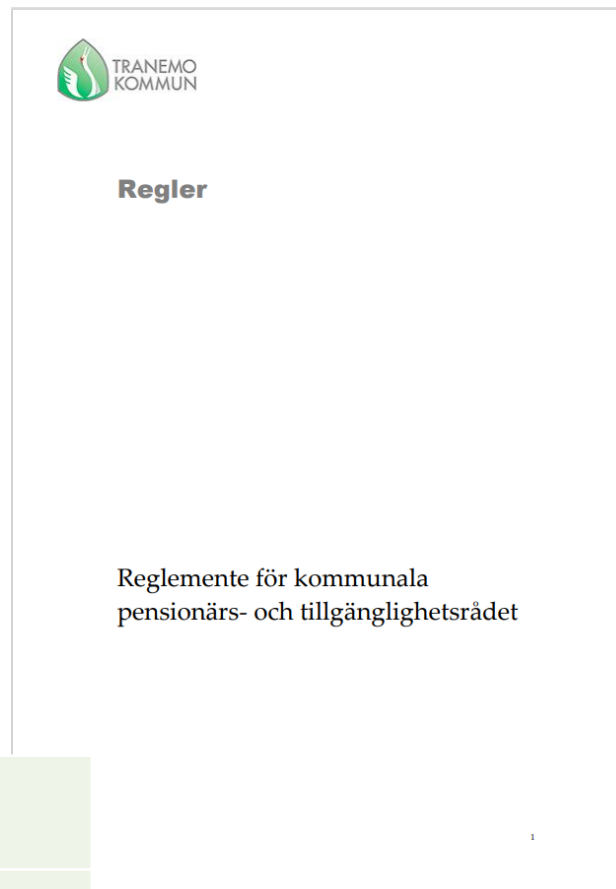 TRANEMO
KOMMUN
Regler
Reglemente för kommunala
pensionärs- och tillgänglighetsrådet
1